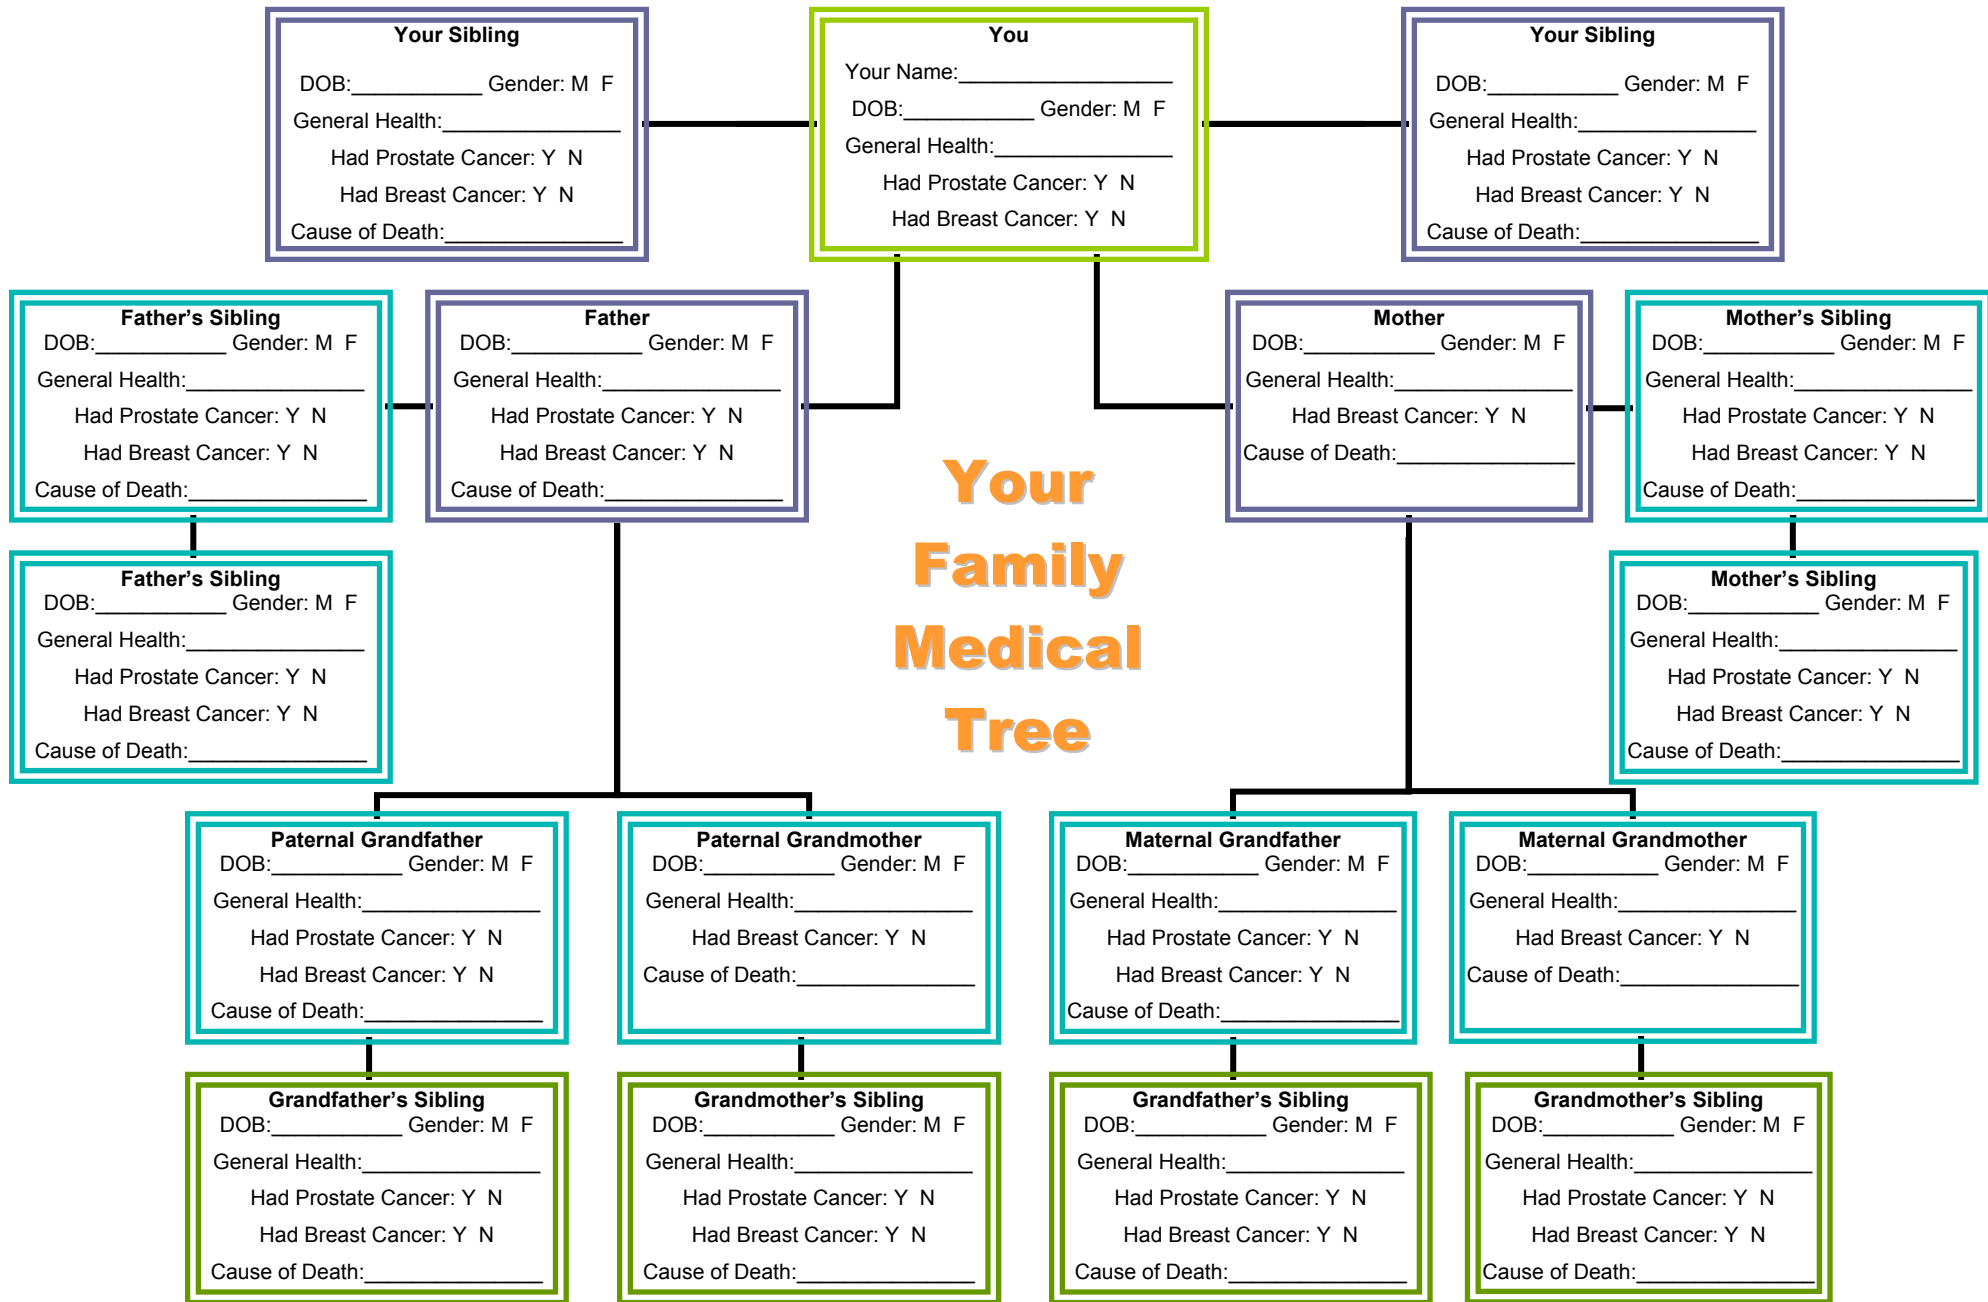 Your Sibling
DOB:___________ Gender: M F
General Health:_______________
Had Prostate Cancer: Y N
Had Breast Cancer: Y N
Cause of Death:_______________
You
Your Name:__________________
DOB:___________ Gender: M F
General Health:_______________
Had Prostate Cancer: Y N
Had Breast Cancer: Y N
Your Sibling
DOB:___________ Gender: M F
General Health:_______________
Had Prostate Cancer: Y N
Had Breast Cancer: Y N
Cause of Death:_______________
Father’s Sibling
DOB:___________ Gender: M F
General Health:_______________
Had Prostate Cancer: Y N
Had Breast Cancer: Y N
Cause of Death:_______________
Father
DOB:___________ Gender: M F
General Health:_______________
Had Prostate Cancer: Y N
Had Breast Cancer: Y N
Cause of Death:_______________
Mother
DOB:___________ Gender: M F
General Health:_______________
Had Breast Cancer: Y N
Cause of Death:_______________
Mother’s Sibling
DOB:___________ Gender: M F
General Health:_______________
Had Prostate Cancer: Y N
Had Breast Cancer: Y N
Cause of Death:_______________
Your
Family
Medical
Tree
Father’s Sibling
DOB:___________ Gender: M F
General Health:_______________
Had Prostate Cancer: Y N
Had Breast Cancer: Y N
Cause of Death:_______________
Mother’s Sibling
DOB:___________ Gender: M F
General Health:_______________
Had Prostate Cancer: Y N
Had Breast Cancer: Y N
Cause of Death:_______________
Paternal Grandfather
DOB:___________ Gender: M F
General Health:_______________
Had Prostate Cancer: Y N
Had Breast Cancer: Y N
Cause of Death:_______________
Paternal Grandmother
DOB:___________ Gender: M F
General Health:_______________
Had Breast Cancer: Y N
Cause of Death:_______________
Maternal Grandfather
DOB:___________ Gender: M F
General Health:_______________
Had Prostate Cancer: Y N
Had Breast Cancer: Y N
Cause of Death:_______________
Maternal Grandmother
DOB:___________ Gender: M F
General Health:_______________
Had Breast Cancer: Y N
Cause of Death:_______________
Grandfather’s Sibling
DOB:___________ Gender: M F
General Health:_______________
Had Prostate Cancer: Y N
Had Breast Cancer: Y N
Cause of Death:_______________
Grandmother’s Sibling
DOB:___________ Gender: M F
General Health:_______________
Had Prostate Cancer: Y N
Had Breast Cancer: Y N
Cause of Death:_______________
Grandfather’s Sibling
DOB:___________ Gender: M F
General Health:_______________
Had Prostate Cancer: Y N
Had Breast Cancer: Y N
Cause of Death:_______________
Grandmother’s Sibling
DOB:___________ Gender: M F
General Health:_______________
Had Prostate Cancer: Y N
Had Breast Cancer: Y N
Cause of Death:_______________